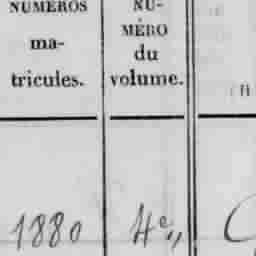 NUMÉROS
ma-
tricules.
NU-
MÉRO
du
volume.
1880
4e